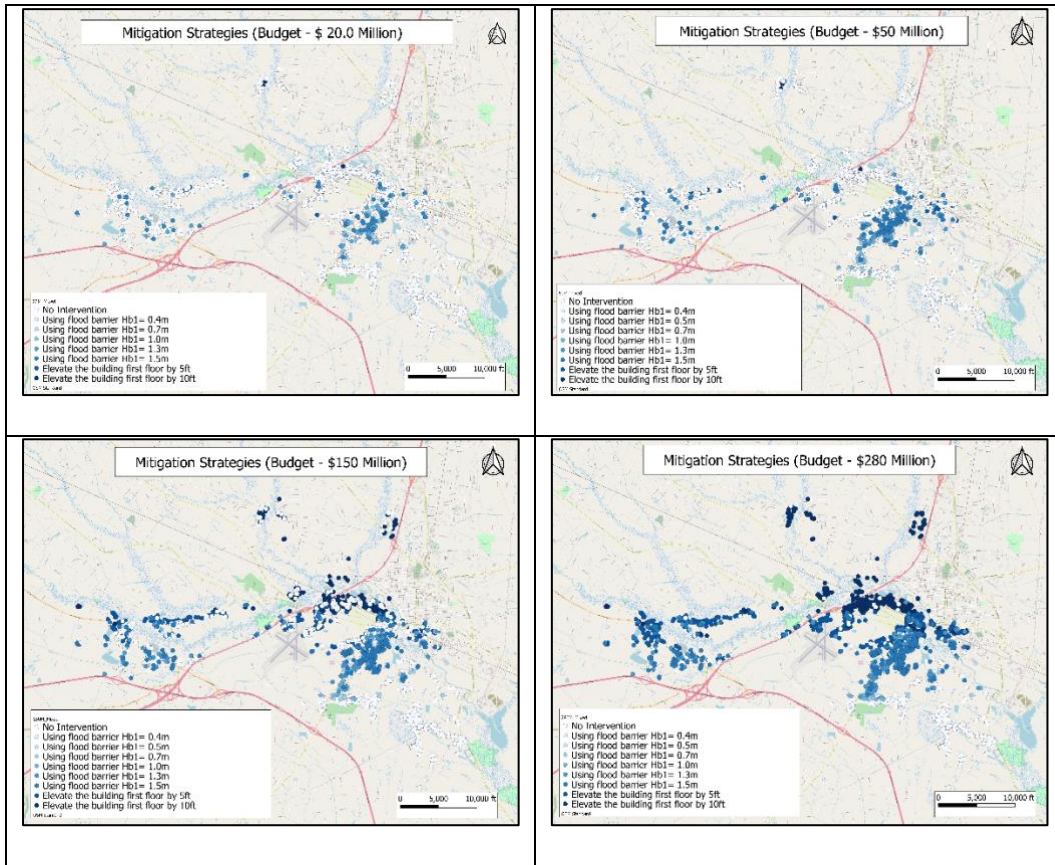 Mitigation Strategies (Budget - $ 20.0 Million)
No Intervention
Using flood barrier Hb1= 0.4m
Using flood barrier Hb1= 0.7m
Using flood barrier Hb1= 1.0m
Using flood barrier Hb1= 1.3m
Using flood barrier Hb1= 1.5m
Elevate the building first floor by 5ft
Elevate the building first floor by 10ft
0 5,000 10,000 ft
Mitigation Strategies (Budget - $50 Million)
No Intervention
Using flood barrier Hb1= 0.4m
Using flood barrier Hb1= 0.5m
Using flood barrier Hb1= 0.7m
Using flood barrier Hb1= 1.0m
Using flood barrier Hb1= 1.3m
Using flood barrier Hb1= 1.5m
Elevate the building first floor by 5ft
Elevate the building first floor by 10ft
OSM Standard
0 5,000 10,000 ft
Mitigation Strategies (Budget - $150 Million)
No Intervention
Using flood barrier Hb1= 0.4m
Using flood barrier Hb1= 0.5m
Using flood barrier Hb1= 0.7m
Using flood barrier Hb1= 1.0m
Using flood barrier Hb1= 1.3m
Using flood barrier Hb1= 1.5m
Elevate the building first floor by 5ft
Elevate the building first floor by 10ft
0 5,000 10,000 ft
Mitigation Strategies (Budget - $280 Million)
No Intervention
Using flood barrier Hb1= 0.4m
Using flood barrier Hb1= 0.5m
Using flood barrier Hb1= 0.7m
Using flood barrier Hb1= 1.0m
Using flood barrier Hb1= 1.3m
Using flood barrier Hb1= 1.5m
Elevate the building first floor by 5ft
Elevate the building first floor by 10ft
OSM Standard
0 5,000 10,000 ft